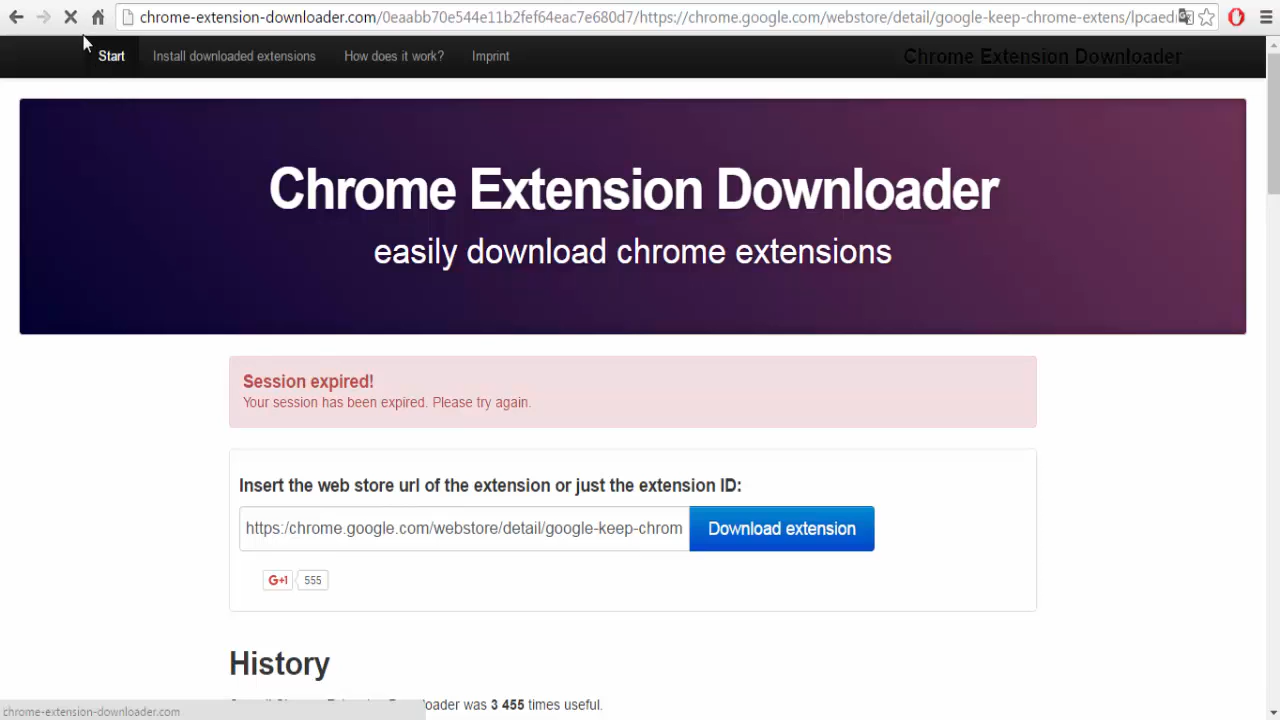 chrome-extension-downloader.com/0eaabb70e544e11b2fef64eac7e680d7/https://chrome.google.com/webstore/detail/google-keep-chrome-extens/lpcaedi
Start Install downloaded extensions How does it work? Imprint Chrome Extension Downloader
Chrome Extension Downloader
easily download chrome extensions
Session expired!
Your session has been expired. Please try again.
Insert the web store url of the extension or just the extension ID:
https:/chrome.google.com/webstore/detail/google-keep-chrom Download extension
G+1 555
History
loader was 3 455 times useful.
chrome-extension-downloader.com